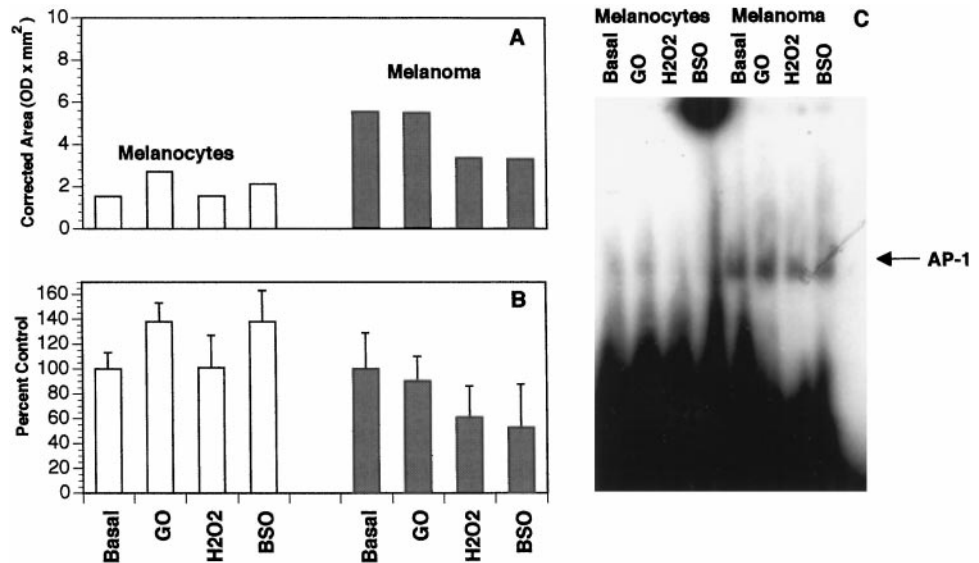 A
Corrected Area (OD x mm²)
10
8
6
4
2
0
Melanocytes
Melanoma
B
Percent Control
160
140
120
100
80
60
40
20
0
Basal
GO
H2O2
BSO
Basal
GO
H2O2
BSO
C
Melanocytes Melanoma
Basal
GO
H2O2
BSO
Basal
GO
H2O2
BSO
AP-1